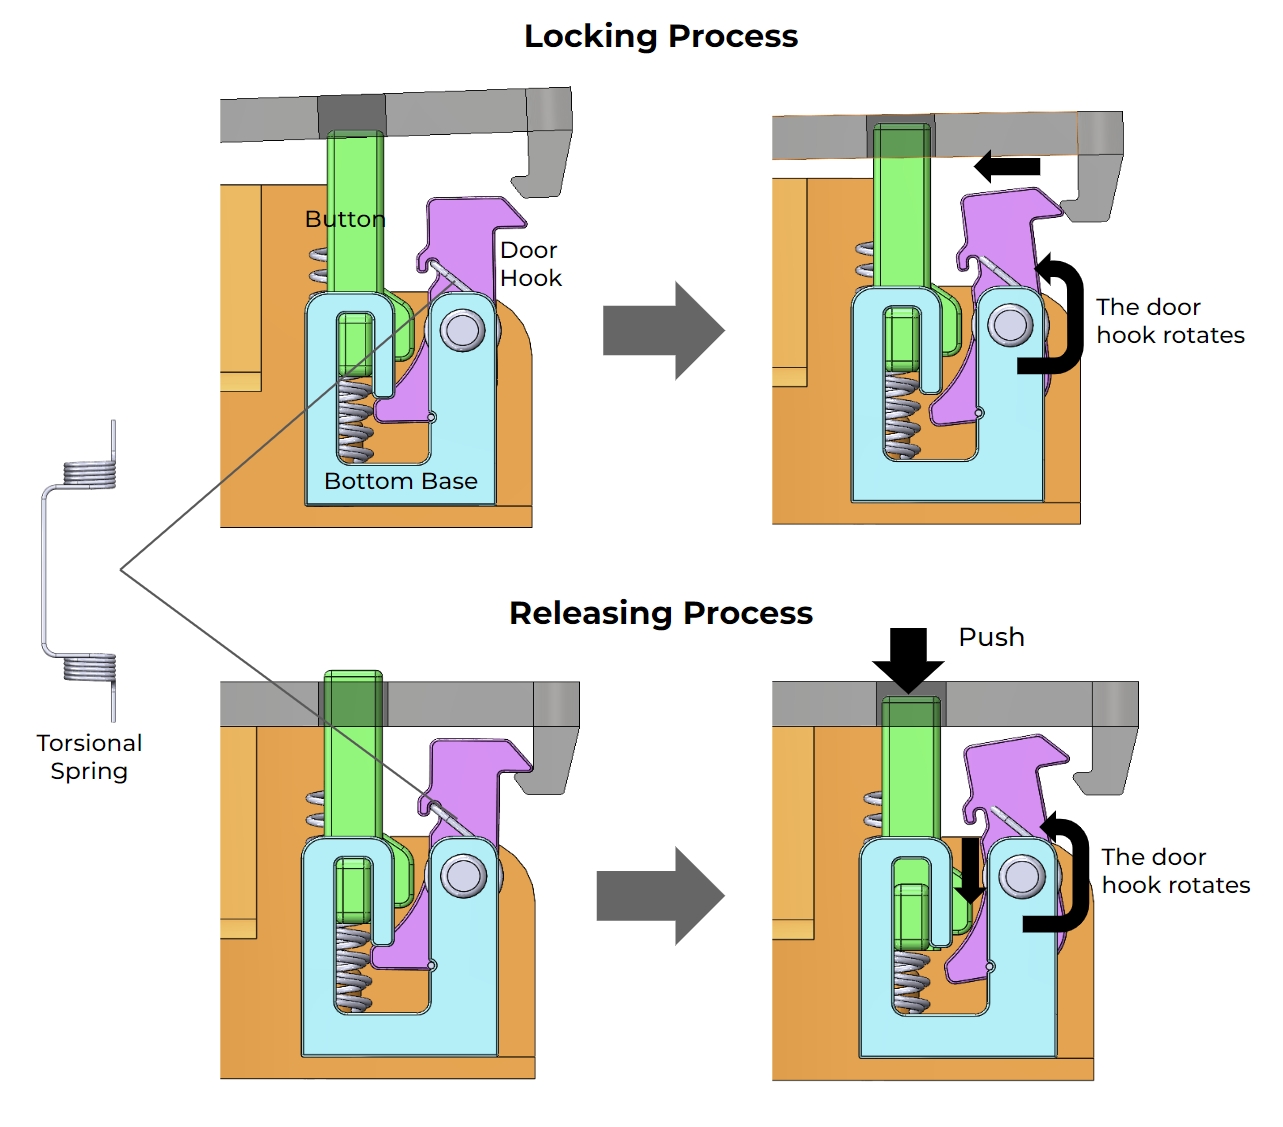 Locking Process
Button
Door
Hook
The door
hook rotates
Bottom Base
Releasing Process
Push
Torsional
Spring
The door
hook rotates